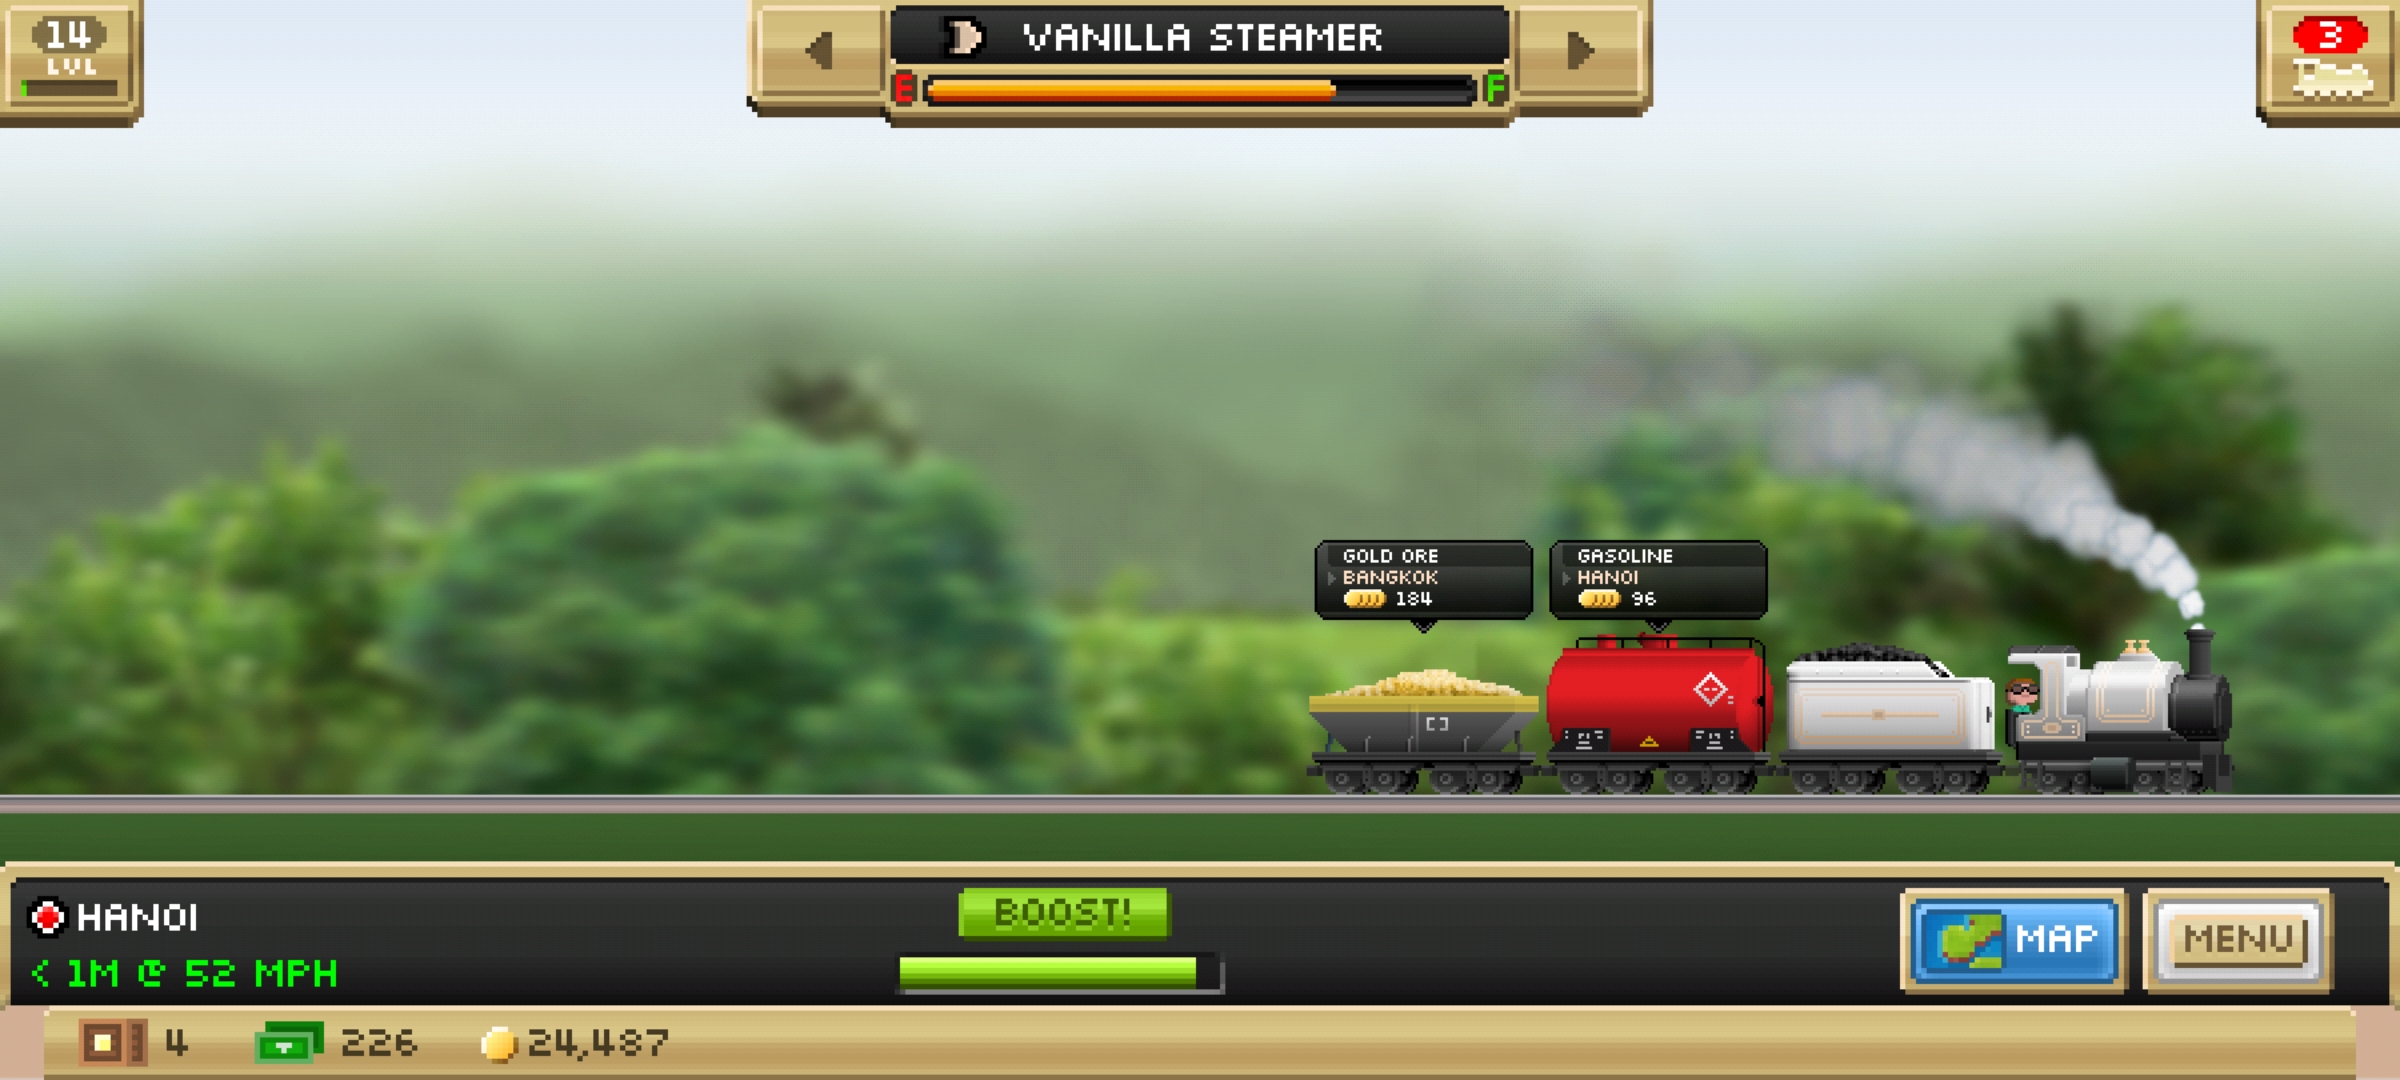 14
LVL
VANILLA STEAMER
E
F
3
GOLD ORE
BANGKOK
184
GASOLINE
HANOI
96
HANOI
BOOST!
< 1M @ 52 MPH
MAP
MENU
4
226
24,487